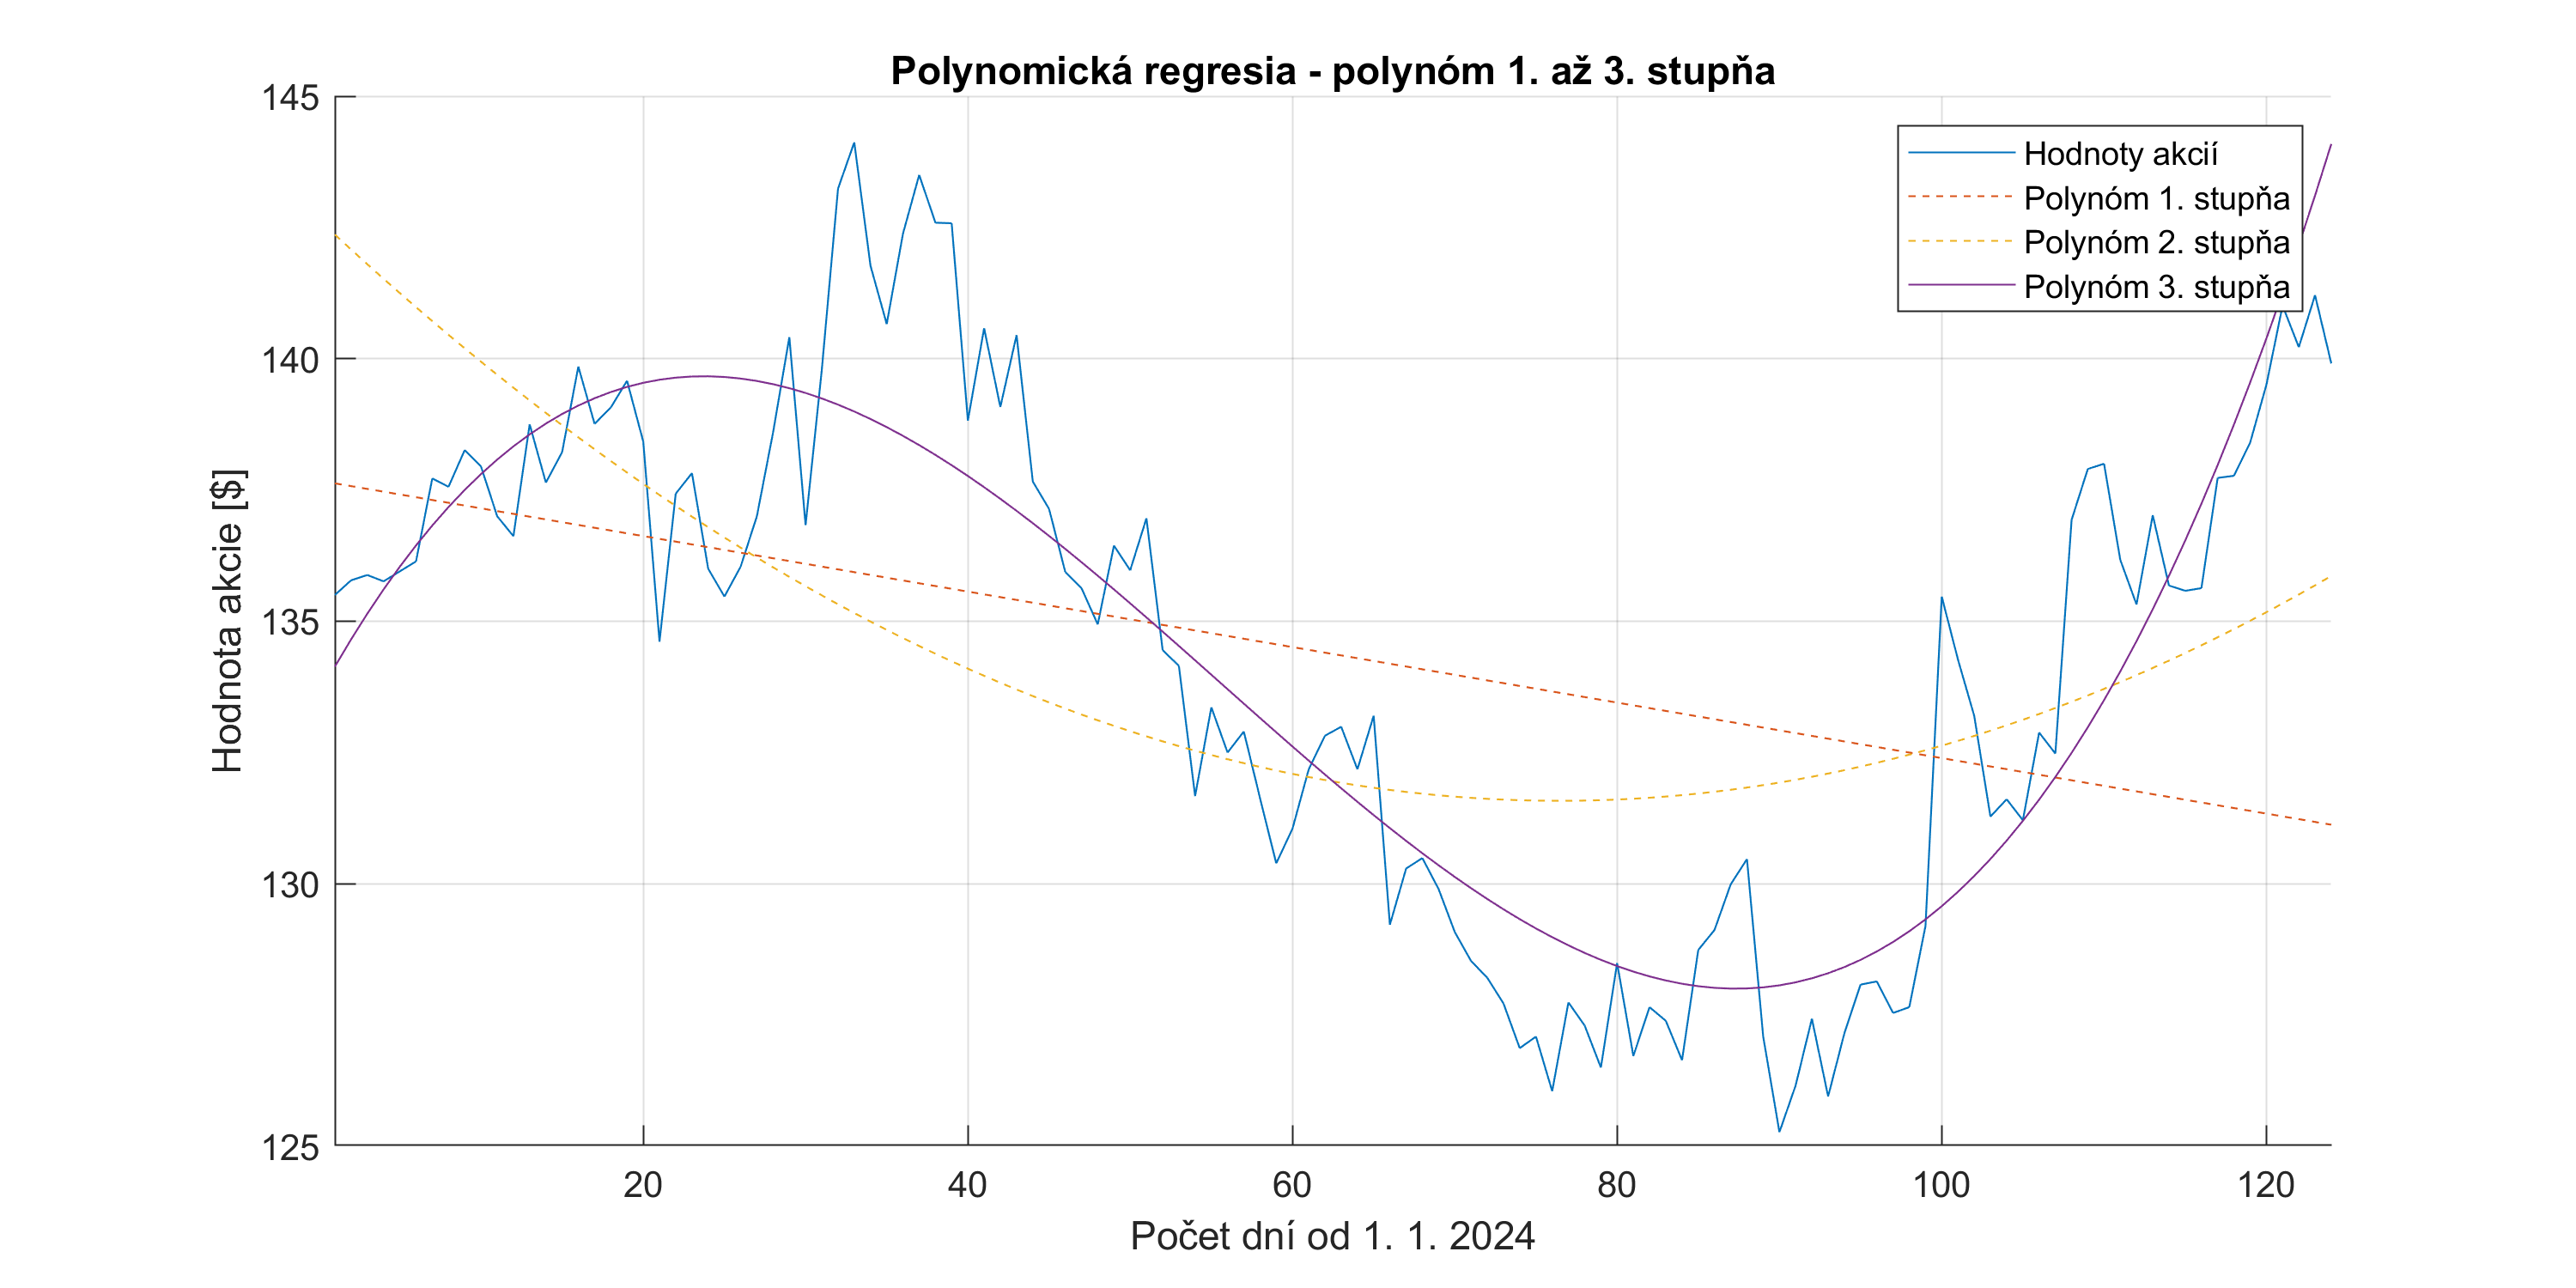 Polynomická regresia - polynóm 1. až 3. stupňa
145
140
135
130
125
Hodnota akcie [$]
Hodnoty akcií
Polynóm 1. stupňa
Polynóm 2. stupňa
Polynóm 3. stupňa
20 40 60 80 100 120
Počet dní od 1. 1. 2024